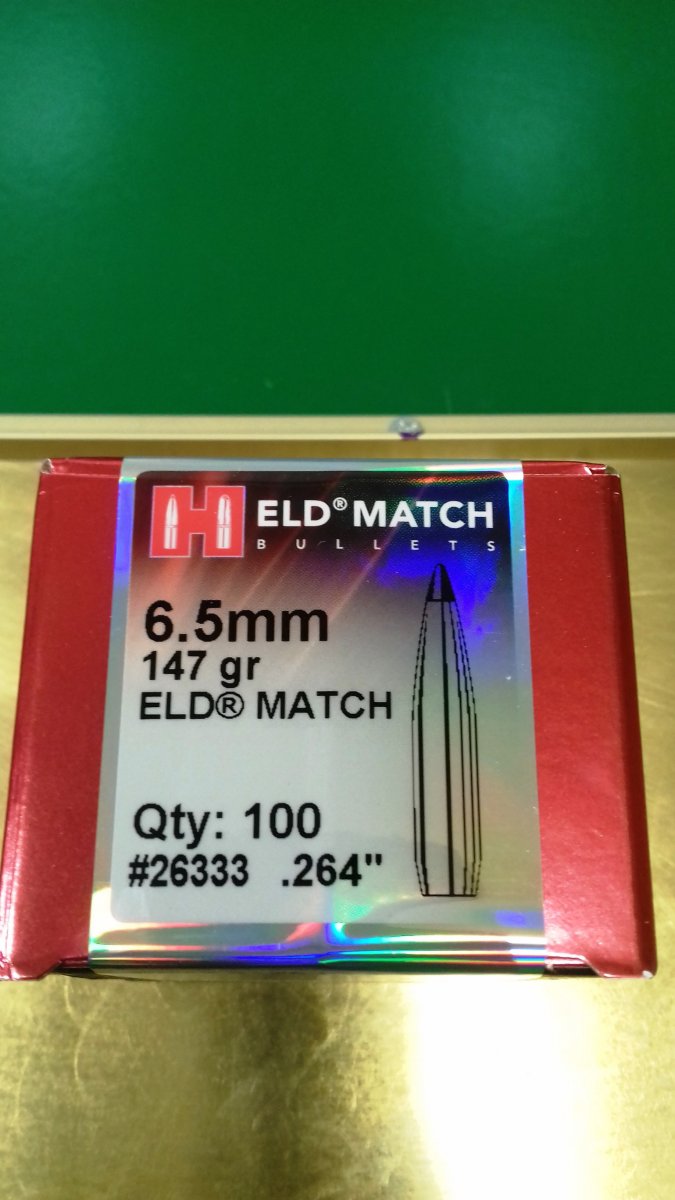 H ELD® MATCH
BULLETS
6.5mm
147 gr
ELD® MATCH
Qty: 100
#26333 .264"